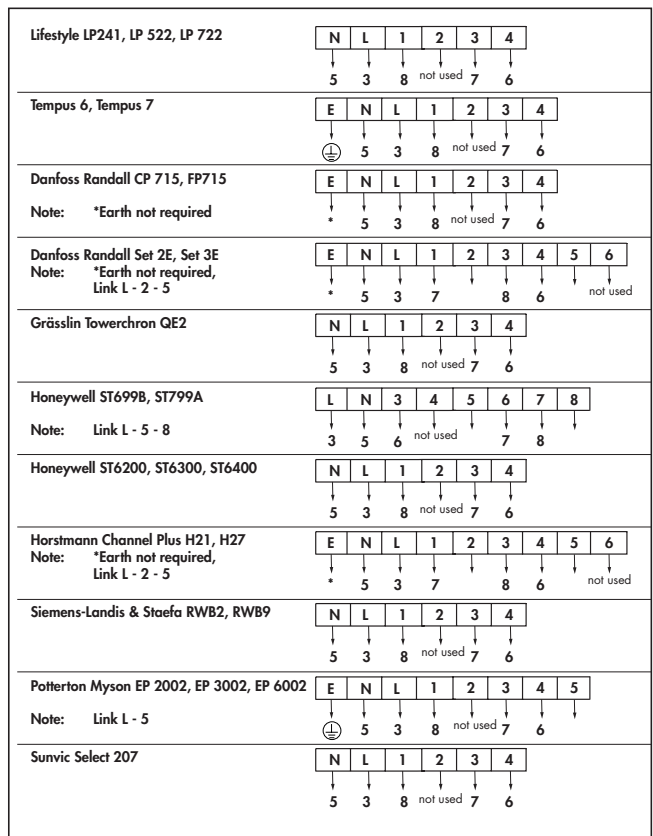 Lifestyle LP241, LP 522, LP 722
N L 1 2 3 4
5 3 8 not used 7 6
Tempus 6, Tempus 7
E N L 1 2 3 4
5 3 8 not used 7 6
Danfoss Randall CP 715, FP715
Note: *Earth not required
E N L 1 2 3 4
* 5 3 8 not used 7 6
Danfoss Randall Set 2E, Set 3E
Note: *Earth not required,
Link L - 2 - 5
E N L 1 2 3 4 5 6
* 5 3 7 8 6 not used
Grässlin Towerchron QE2
N L 1 2 3 4
5 3 8 not used 7 6
Honeywell ST699B, ST799A
Note: Link L - 5 - 8
L N 3 4 5 6 7 8
3 5 6 not used 7 8
Honeywell ST6200, ST6300, ST6400
N L 1 2 3 4
5 3 8 not used 7 6
Horstmann Channel Plus H21, H27
Note: *Earth not required,
Link L - 2 - 5
E N L 1 2 3 4 5 6
* 5 3 7 8 6 not used
Siemens-Landis & Staefa RWB2, RWB9
N L 1 2 3 4
5 3 8 not used 7 6
Potterton Myson EP 2002, EP 3002, EP 6002
Note: Link L - 5
E N L 1 2 3 4 5
5 3 8 not used 7 6
Sunvic Select 207
N L 1 2 3 4
5 3 8 not used 7 6